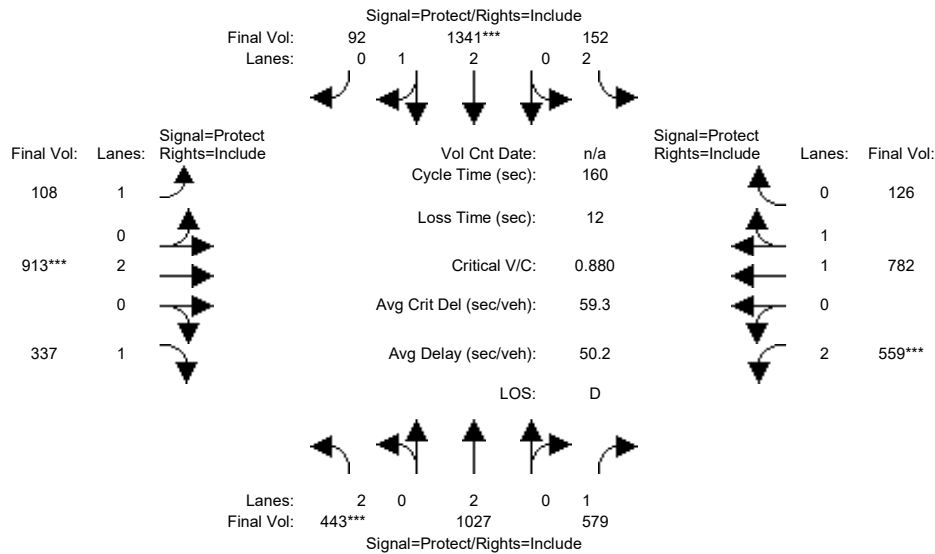 Signal=Protect/Rights=Include
Final Vol: 92 1341*** 152
Lanes: 0 1 2 0 2
Signal=Protect Signal=Protect
Final Vol: Lanes: Rights=Include Vol Cnt Date: n/a Rights=Include Lanes: Final Vol:
Cycle Time (sec): 160
108 1 0 126
Loss Time (sec): 12
0 1
913*** 2 Critical V/C: 0.880 1 782
0 Avg Crit Del (sec/veh): 59.3 0
337 1 Avg Delay (sec/veh): 50.2 2 559***
LOS: D
Lanes: 2 0 2 0 1
Final Vol: 443*** 1027 579
Signal=Protect/Rights=Include